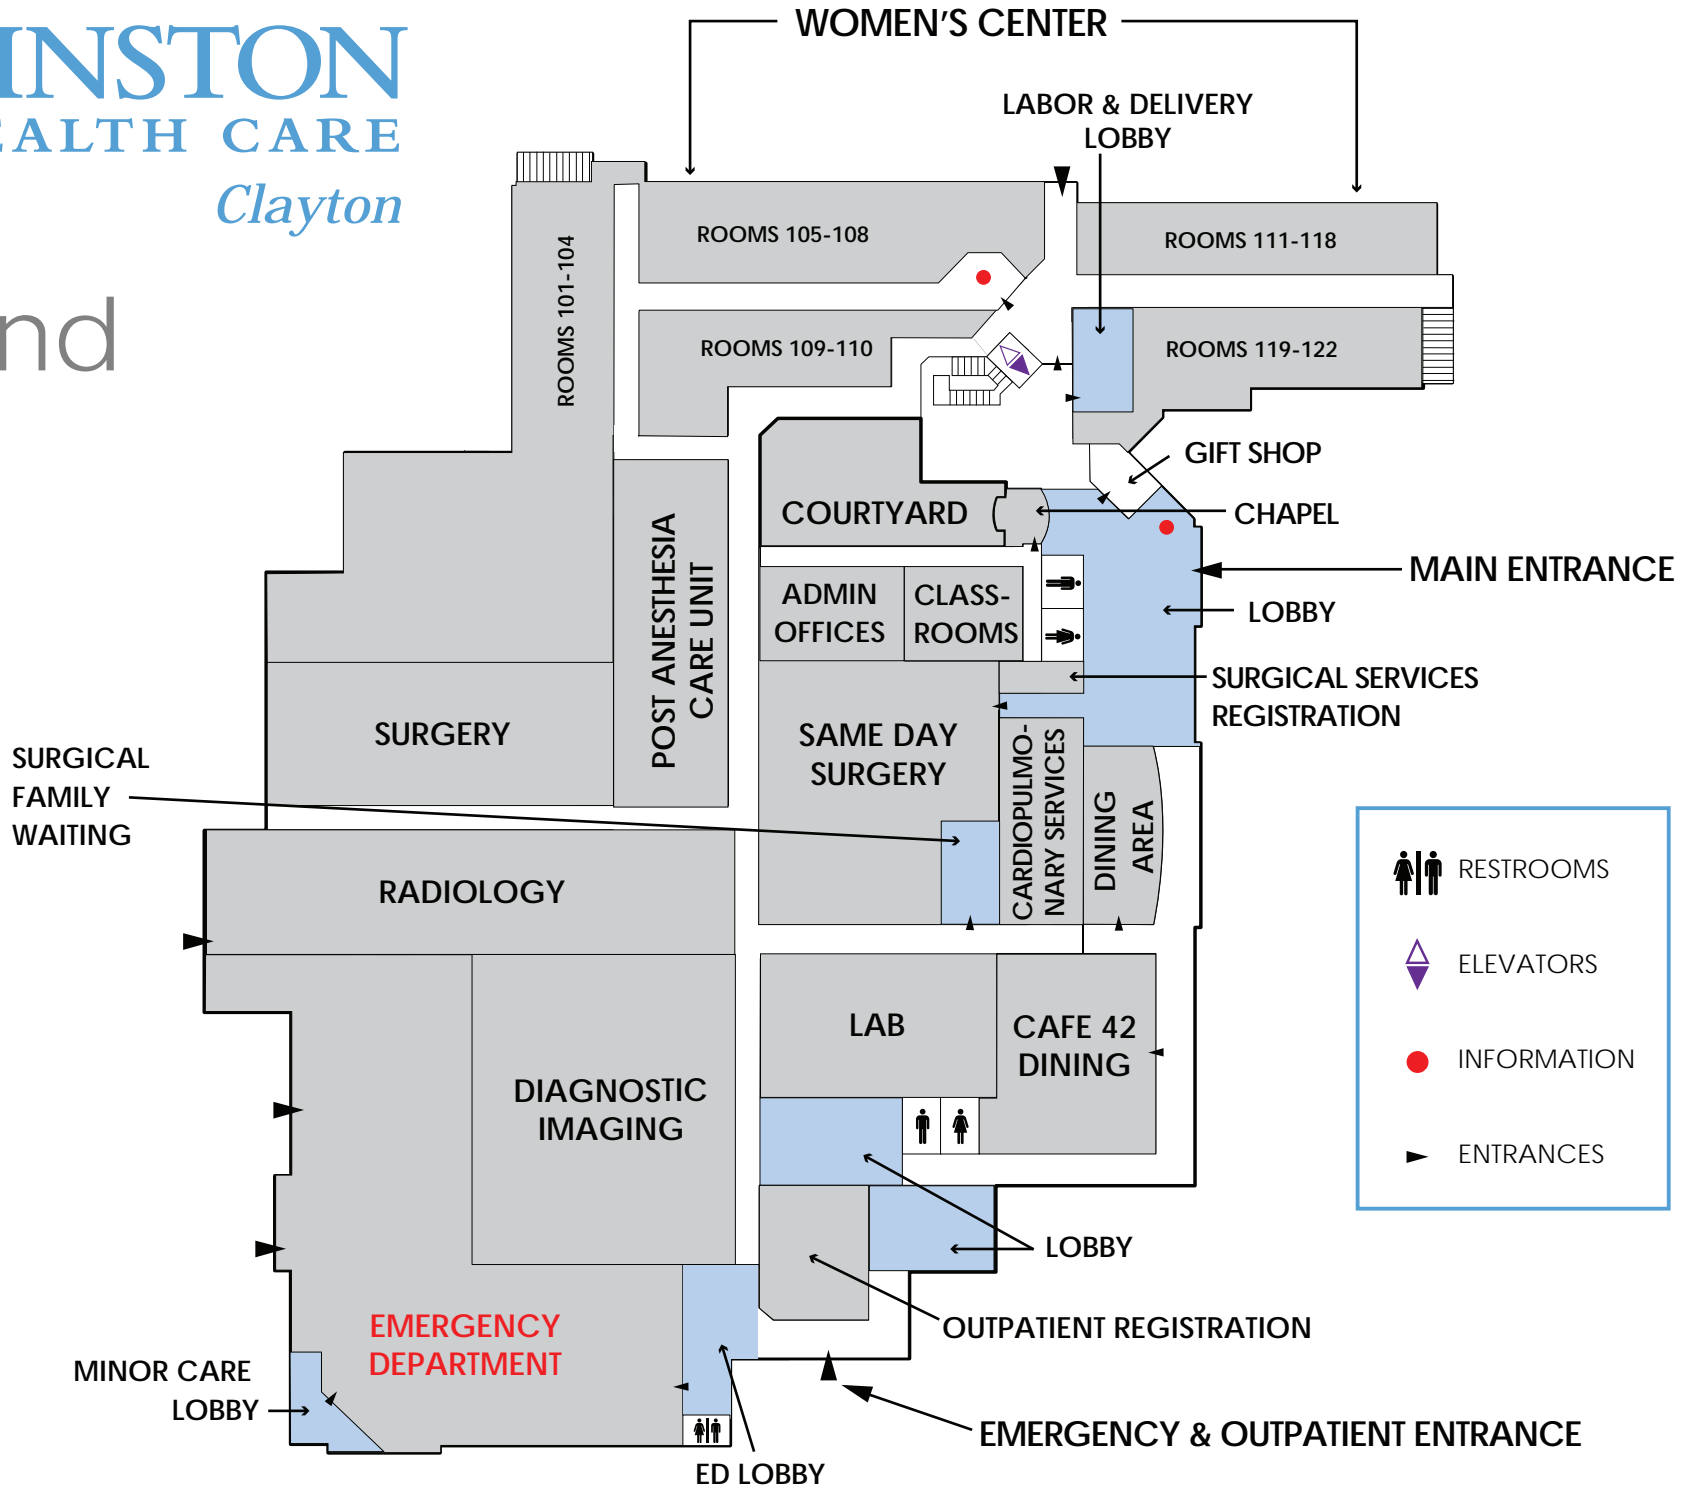 INSTON
EALTH CARE
Clayton
nd
WOMEN'S CENTER
LABOR & DELIVERY
LOBBY
ROOMS 105-108
ROOMS 111-118
ROOMS 101-104
ROOMS 109-110
ROOMS 119-122
GIFT SHOP
COURTYARD
CHAPEL
MAIN ENTRANCE
POST ANESTHESIA
CARE UNIT
ADMIN
OFFICES
CLASS-
ROOMS
LOBBY
SURGICAL SERVICES
REGISTRATION
SURGERY
SAME DAY
SURGERY
SURGICAL
FAMILY
WAITING
CARDIOPULMO-
NARY SERVICES
DINING
AREA
RADIOLOGY
RESTROOMS
ELEVATORS
INFORMATION
ENTRANCES
LAB
CAFE 42
DINING
DIAGNOSTIC
IMAGING
LOBBY
OUTPATIENT REGISTRATION
EMERGENCY
DEPARTMENT
MINOR CARE
LOBBY
EMERGENCY & OUTPATIENT ENTRANCE
ED LOBBY